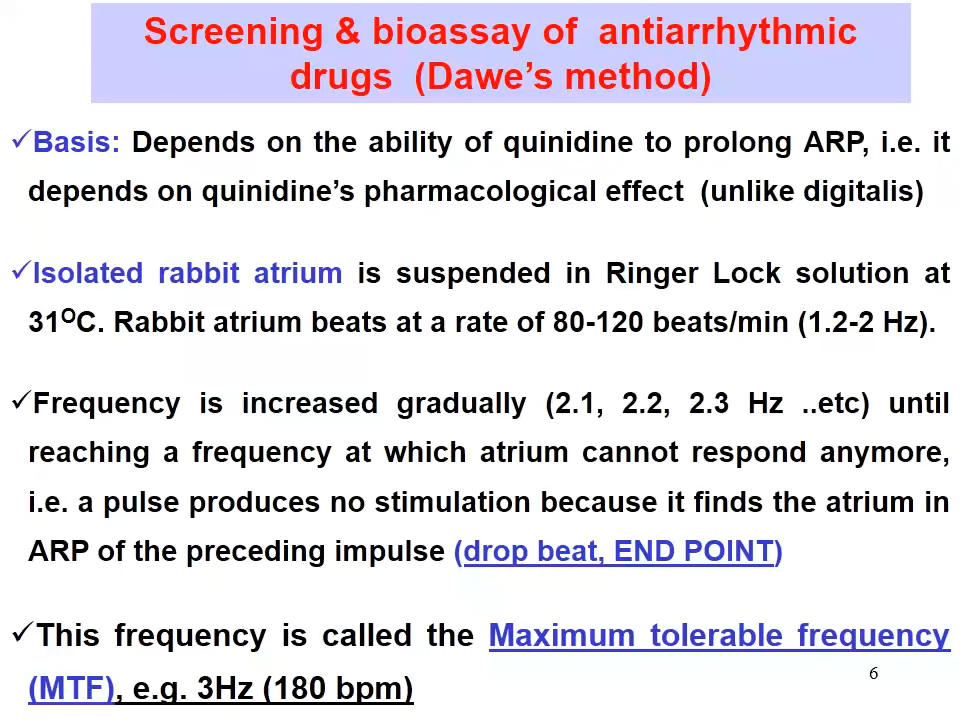 Screening & bioassay of antiarrhythmic
drugs (Dawe's method)
✓Basis: Depends on the ability of quinidine to prolong ARP, i.e. it
depends on quinidine's pharmacological effect (unlike digitalis)
✓Isolated rabbit atrium is suspended in Ringer Lock solution at
31ᴼC. Rabbit atrium beats at a rate of 80-120 beats/min (1.2-2 Hz).
✓Frequency is increased gradually (2.1, 2.2, 2.3 Hz ..etc) until
reaching a frequency at which atrium cannot respond anymore,
i.e. a pulse produces no stimulation because it finds the atrium in
ARP of the preceding impulse (drop beat, END POINT)
✓This frequency is called the Maximum tolerable frequency
(MTF), e.g. 3Hz (180 bpm)
6